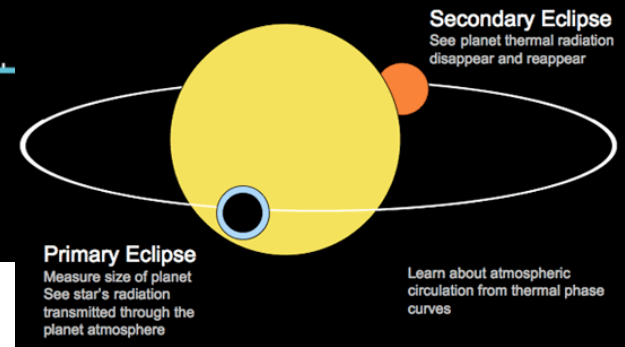 Secondary Eclipse
See planet thermal radiation
disappear and reappear
Primary Eclipse
Measure size of planet
See star's radiation
transmitted through the
planet atmosphere
Learn about atmospheric
circulation from thermal phase
curves